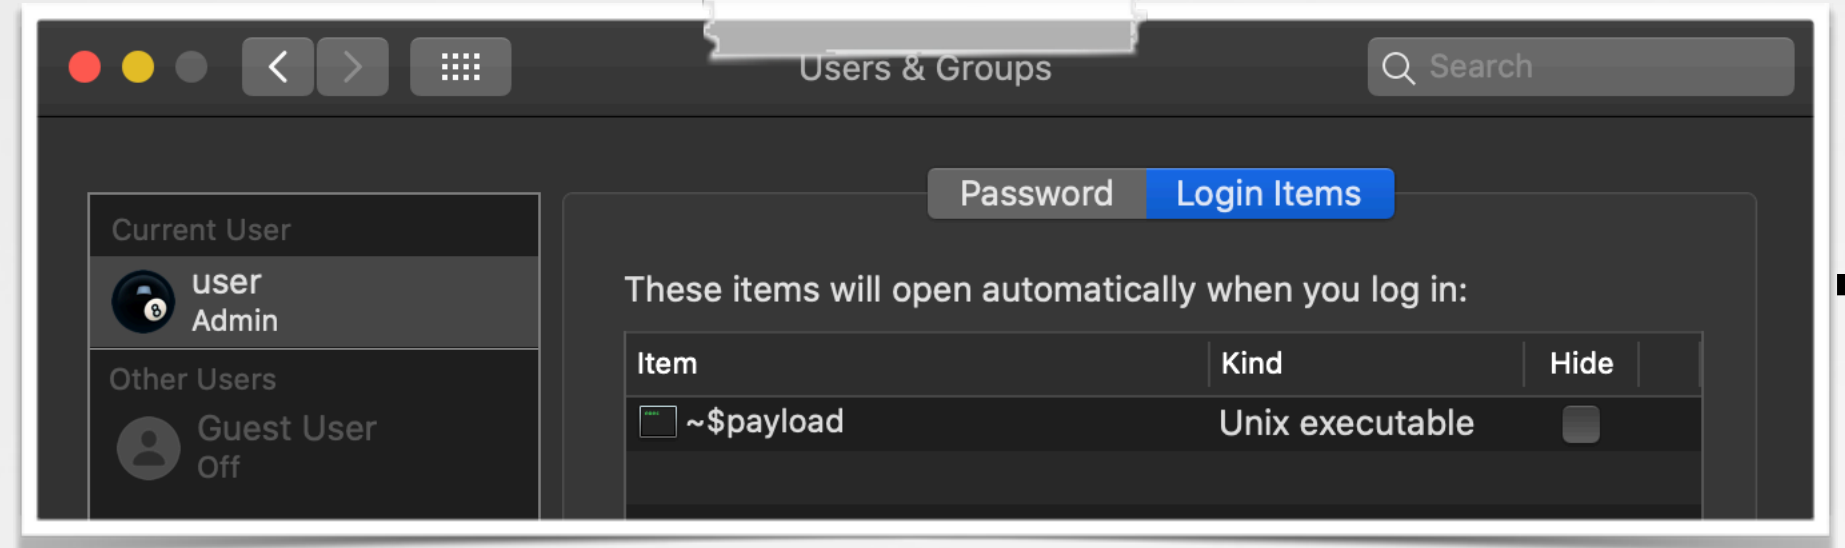 Users & Groups
Search
Password
Login Items
Current User
user
Admin
Other Users
Guest User
Off
These items will open automatically when you log in:
Item Kind Hide
~$payload Unix executable